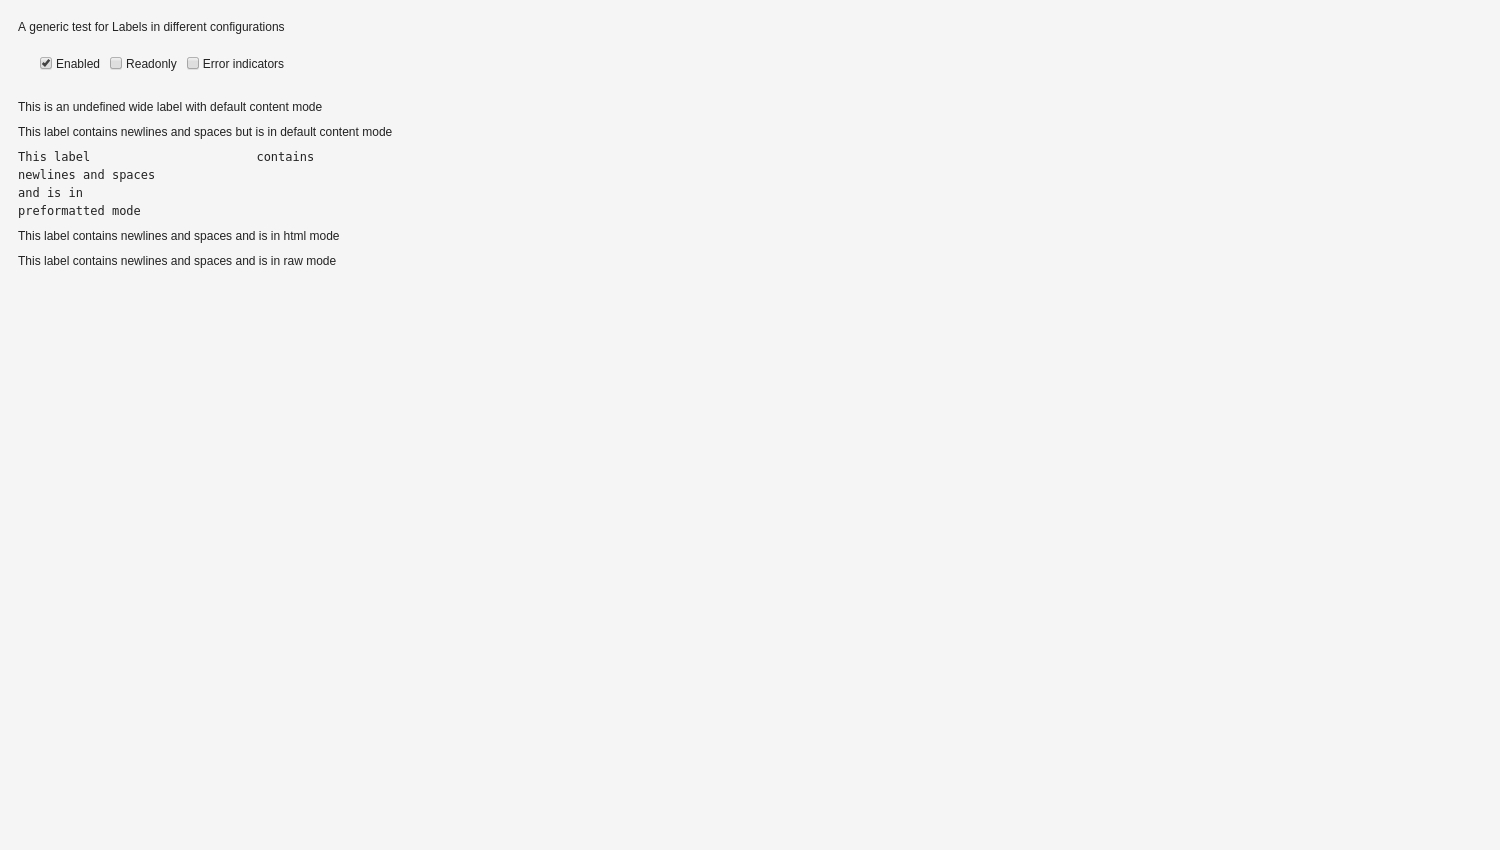 A generic test for Labels in different configurations
Enabled Readonly Error indicators
This is an undefined wide label with default content mode
This label contains newlines and spaces but is in default content mode
This label                       contains
newlines and spaces
and is in
preformatted mode
This label contains newlines and spaces and is in html mode
This label contains newlines and spaces and is in raw mode